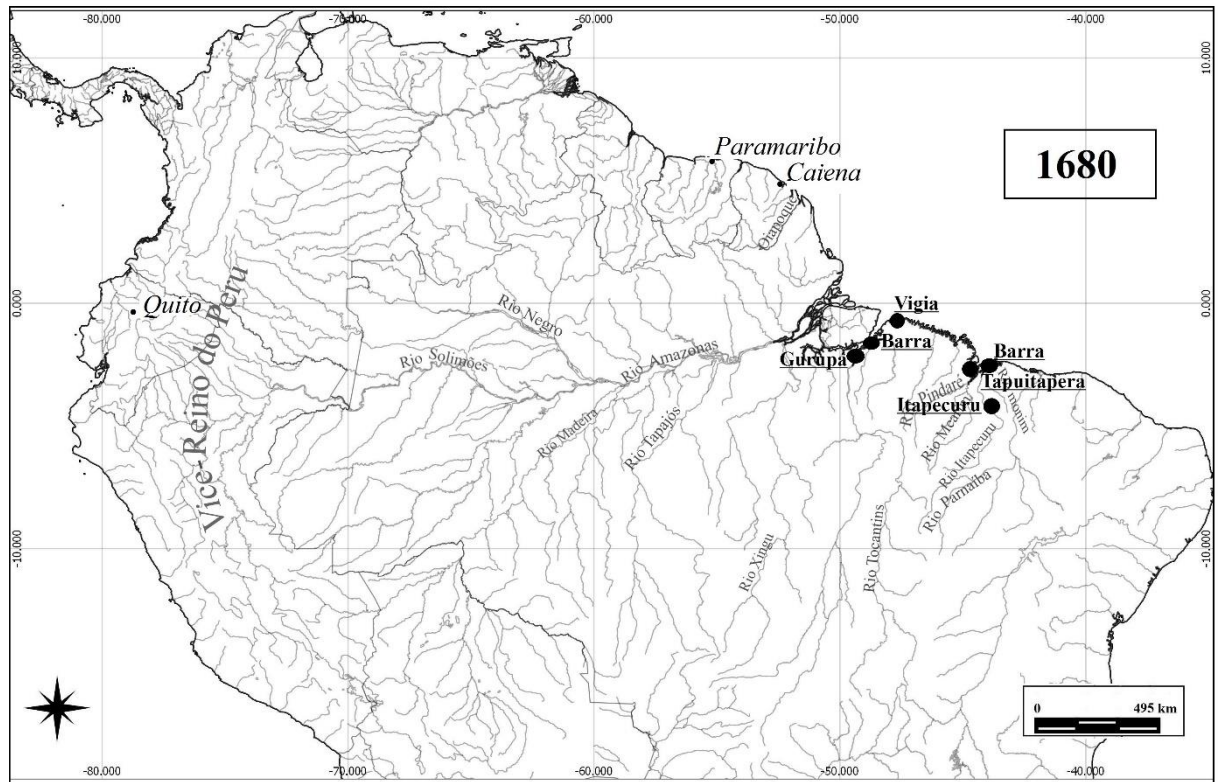 -80.000
-70.000
-60.000
-50.000
-40.000
10.000
10.000
1680
Paramaribo
Caiena
Oiapoque
Vice-Reino do Peru
Quito
0.000
0.000
Rio Negro
Rio Solimões
Rio Amazonas
Rio Madeira
Rio Tapajós
Vigia
Barra
Gurupá
Barra
Tapuitapera
Rio Pindaré
Itapecuru
Rio Mearim
Rio Itapecuru
Rio Parnaíba
Rio Xingu
Rio Tocantins
-10.000
-10.000
0 495 km
-80.000
-70.000
-60.000
-50.000
-40.000